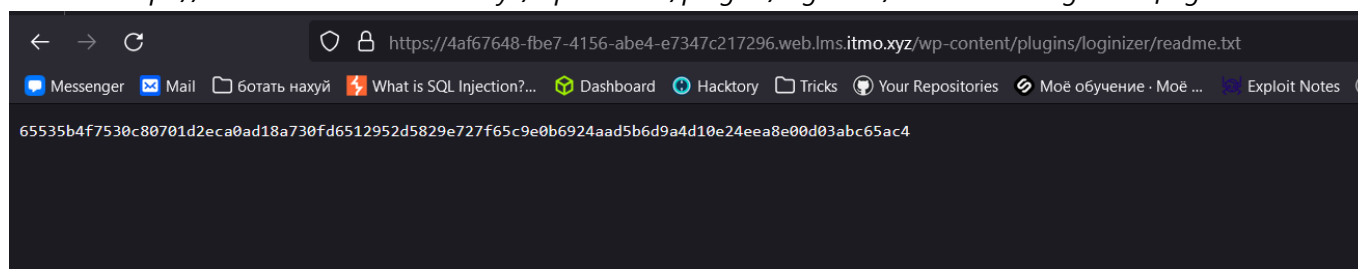 https://4af67648-fbe7-4156-abe4-e7347c217296.web.lms.itmo.xyz/wp-content/plugins/loginizer/readme.txt
Messenger Mail ботать нахуй What is SQL Injection?... Dashboard Hacktory Tricks Your Repositories Моё обучение · Моё ... Exploit Notes
65535b4f7530c80701d2eca0ad18a730fd6512952d5829e727f65c9e0b6924aad5b6d9a4d10e24eea8e00d03abc65ac4